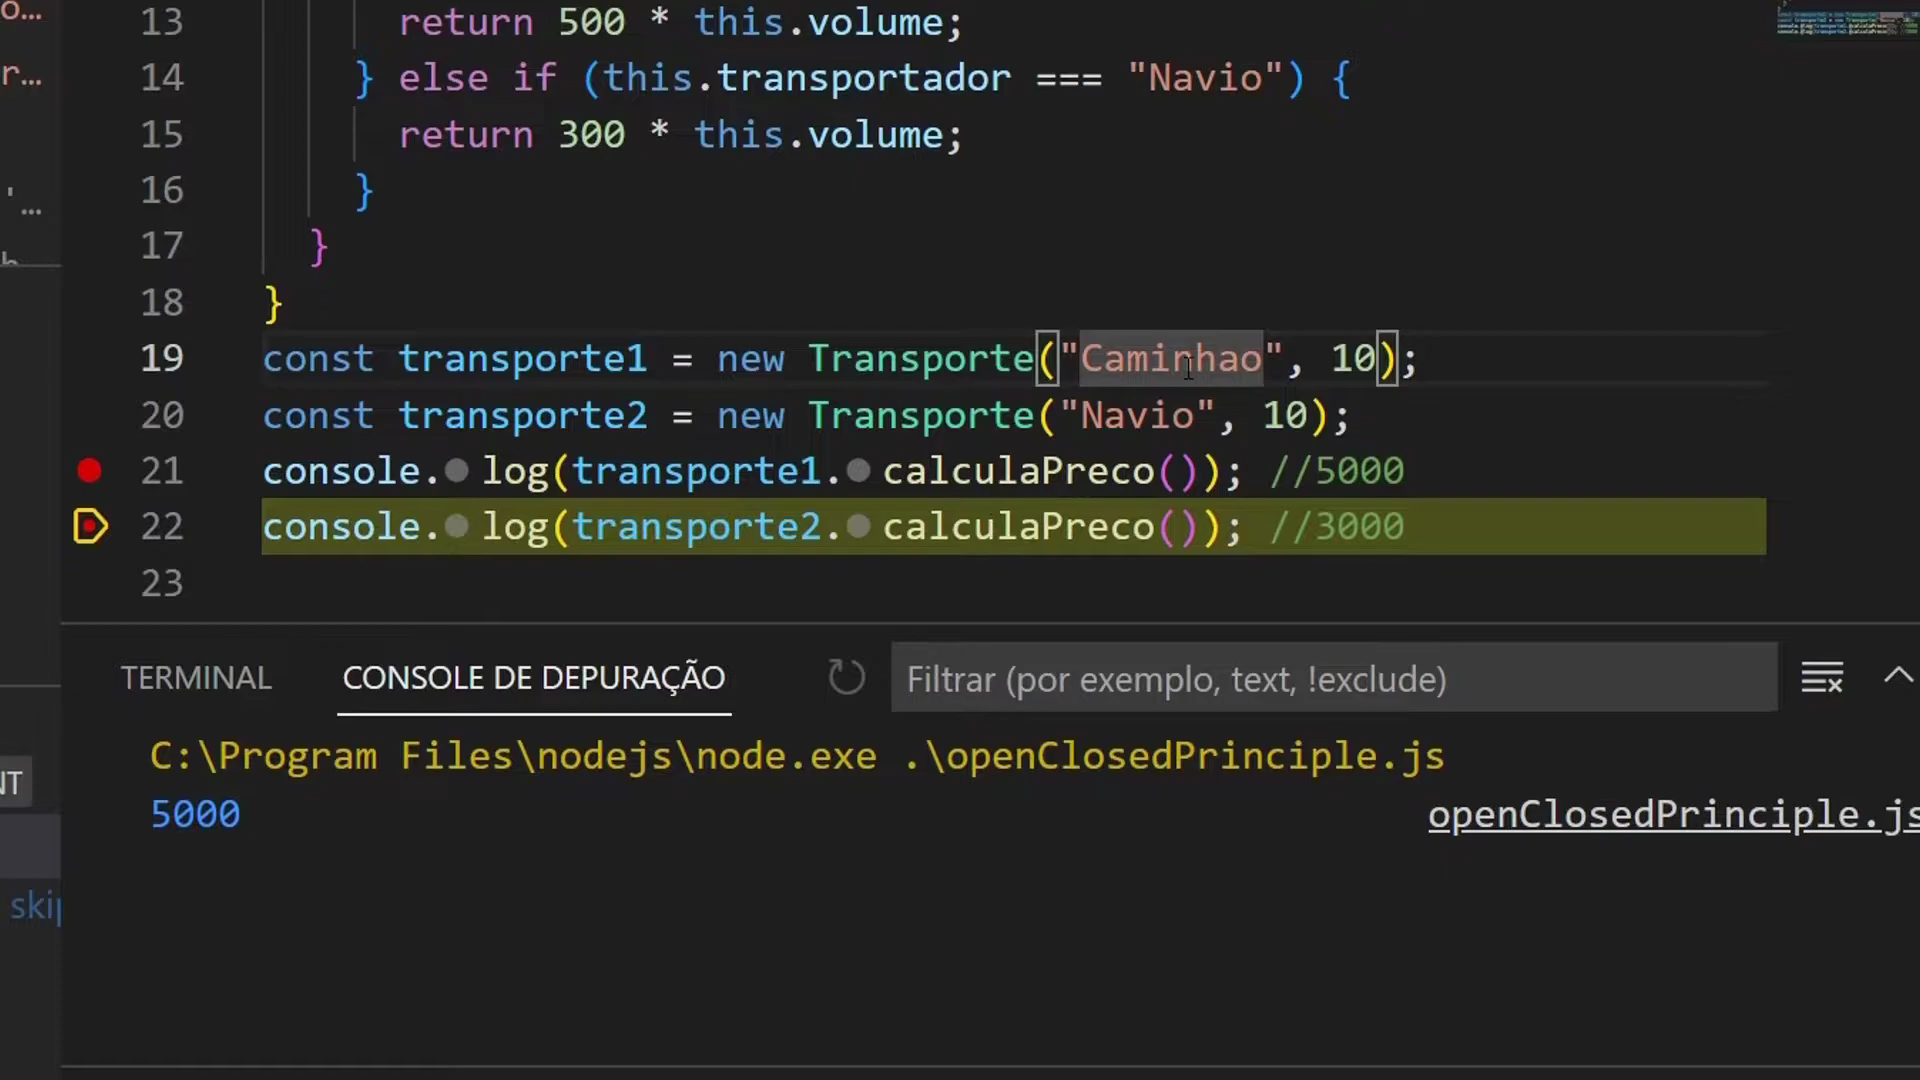 13 return 500 * this.volume;
14 } else if (this.transportador === "Navio") {
15 return 300 * this.volume;
16 }
17 }
18 }
19 const transporte1 = new Transporte("Caminhao", 10);
20 const transporte2 = new Transporte("Navio", 10);
21 console.log(transporte1.calculaPreco()); //5000
22 console.log(transporte2.calculaPreco()); //3000
23
TERMINAL CONSOLE DE DEPURAÇÃO Filtrar (por exemplo, text, !exclude)
C:\Program Files\nodejs\node.exe .\openClosedPrinciple.js
5000 openClosedPrinciple.js